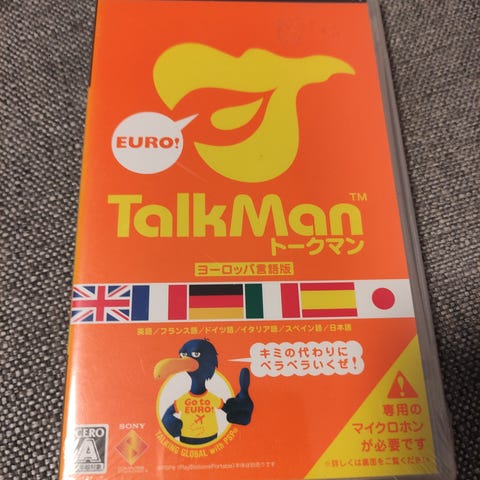 EURO!
TalkMan™
トークマン
ヨーロッパ言語版
英語/フランス語/ドイツ語/イタリア語/スペイン語/日本語
キミの代わりに
ペラペラいくぜ!
Go to
EURO!
TALKING GLOBAL with PSP®
専用の
マイクロホン
が必要です
※詳しくは裏面をご覧ください。
CERO
A
SONY